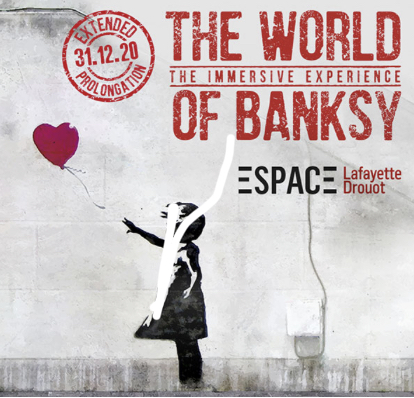 EXTENDED
31.12.20
PROLONGATION
THE WORLD
THE IMMERSIVE EXPERIENCE
OF BANKSY
ESPACE Lafayette
Drouot